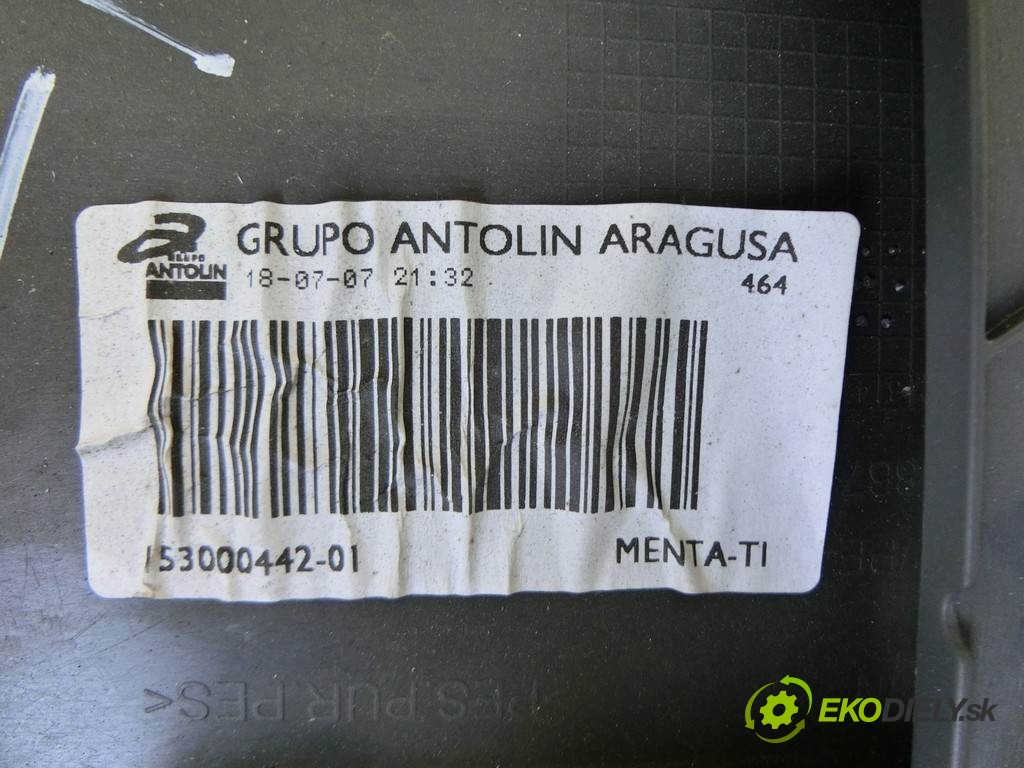 GRUPO ANTOLIN ARAGUSA
GRUPO
ANTOLIN
18-07-07 21:32
464
153000442-01
MENTA-TI
PES PUR PES<
EKODIELY.sk